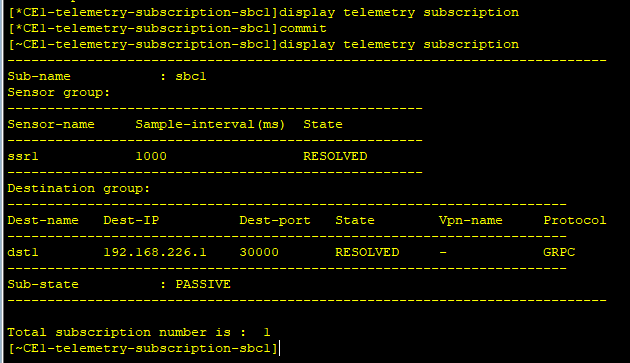 [*CE1-telemetry-subscription-sbc1]display telemetry subscription
[*CE1-telemetry-subscription-sbc1]commit
[~CE1-telemetry-subscription-sbc1]display telemetry subscription
---------------------------------------------------------------------------
Sub-name           : sbc1
Sensor group:
----------------------------------------------------
Sensor-name     Sample-interval(ms)  State
----------------------------------------------------
ssr1            1000                 RESOLVED
----------------------------------------------------
Destination group:
----------------------------------------------------------------------
Dest-name   Dest-IP          Dest-port   State        Vpn-name     Protocol
----------------------------------------------------------------------
dst1        192.168.226.1    30000       RESOLVED     -            GRPC
----------------------------------------------------------------------
Sub-state          : PASSIVE
---------------------------------------------------------------------------
Total subscription number is :  1
[~CE1-telemetry-subscription-sbc1]